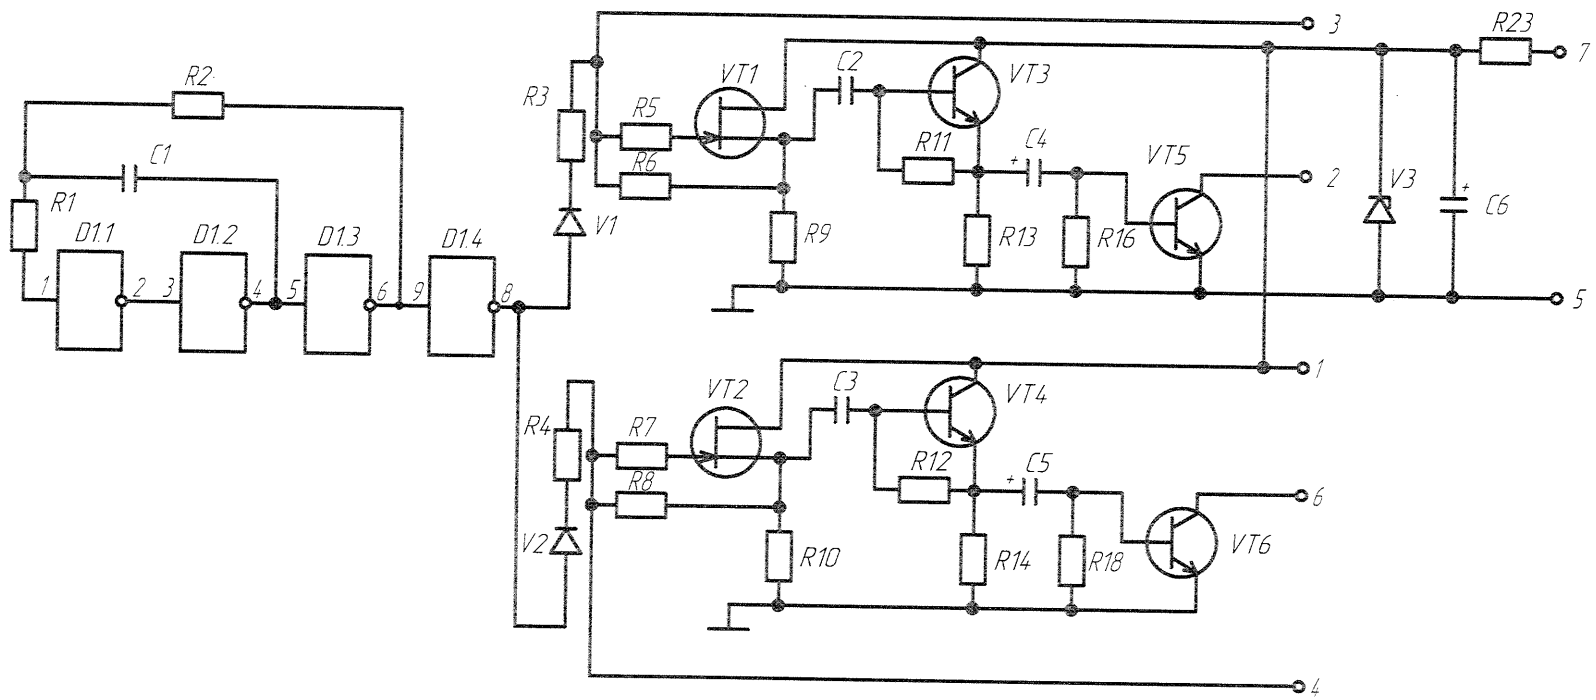 3
R23
7
C2
VT3
VT1
R2
R3
R5
C1
R11
+ C4
VT5
R6
2
V3
+
C6
R1
V1
R9
R13
R16
D1.1
D1.2
D1.3
D1.4
1
2
3
4
5
6
9
8
5
1
VT2
C3
VT4
R4
R7
R12
+ C5
R8
6
V2
R10
R14
R18
VT6
4